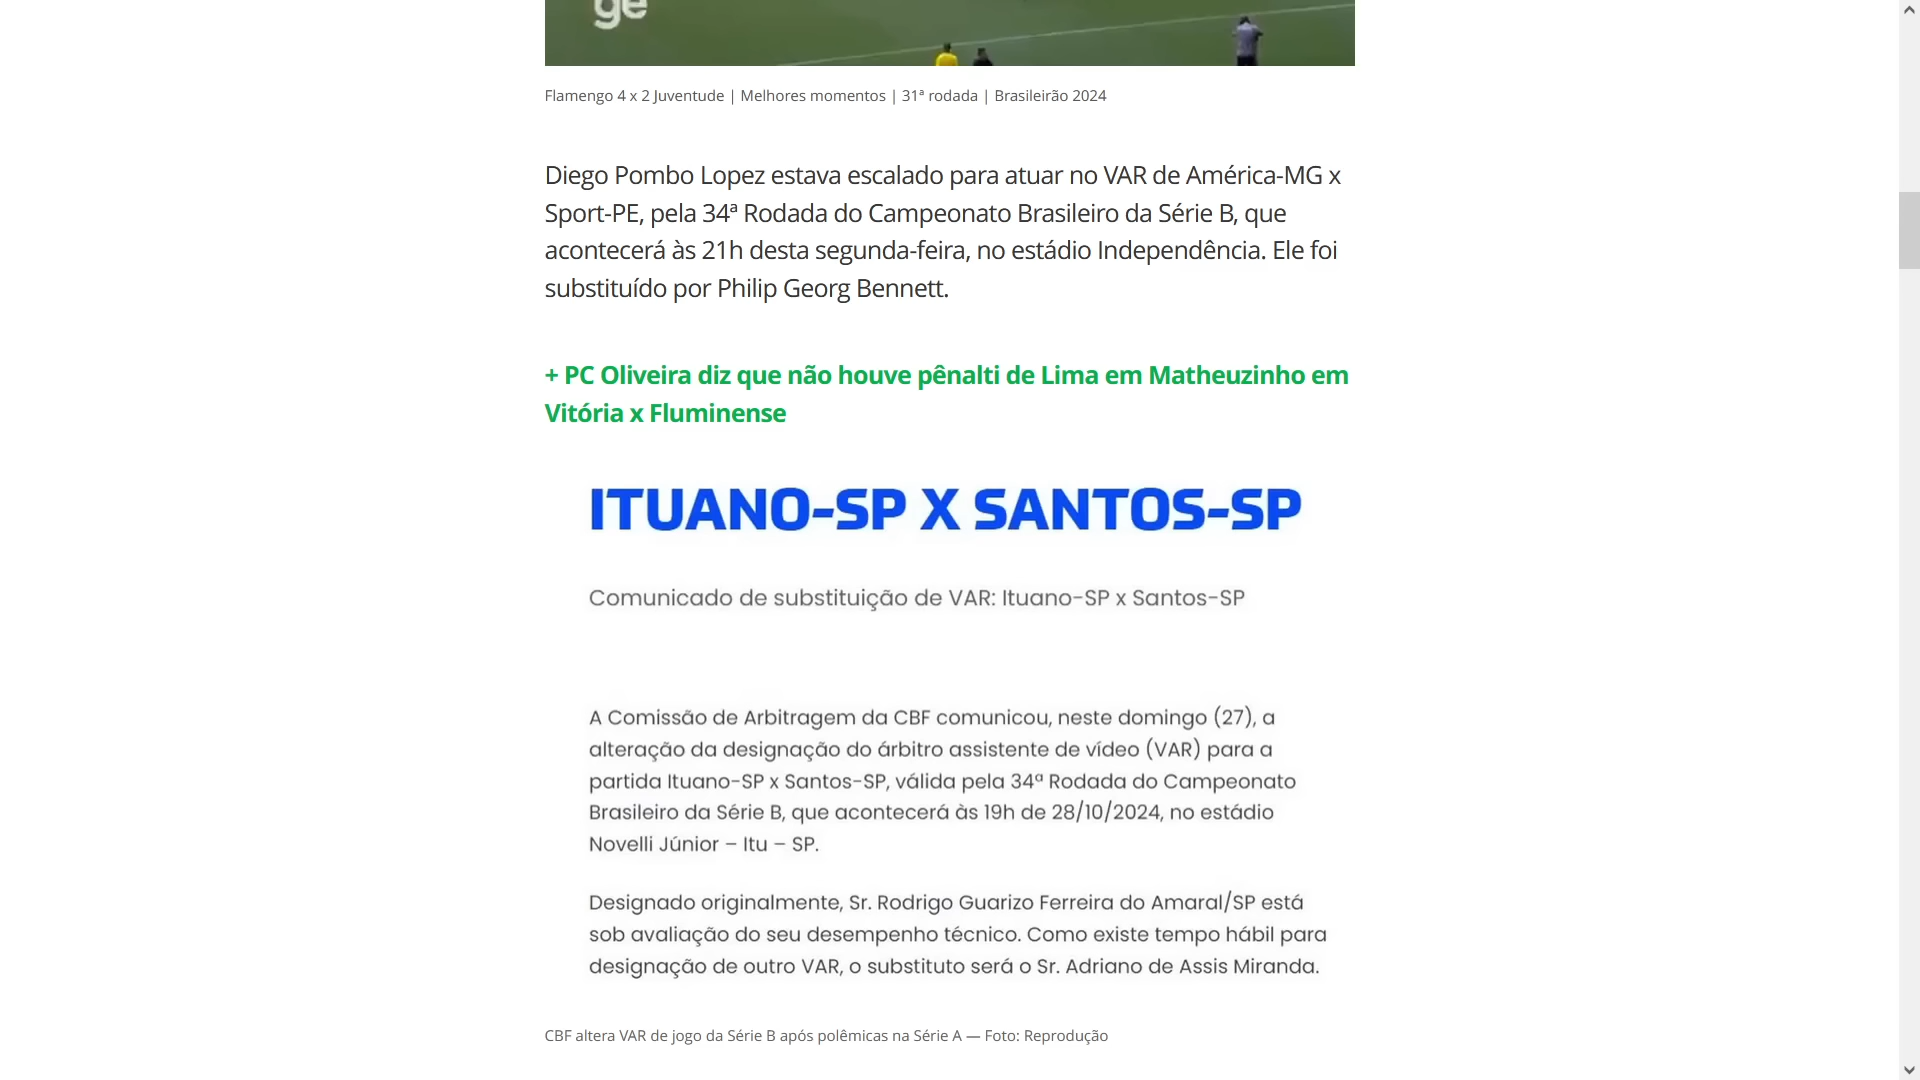 ge
Flamengo 4 x 2 Juventude | Melhores momentos | 31ª rodada | Brasileirão 2024
Diego Pombo Lopez estava escalado para atuar no VAR de América-MG x
Sport-PE, pela 34ª Rodada do Campeonato Brasileiro da Série B, que
acontecerá às 21h desta segunda-feira, no estádio Independência. Ele foi
substituído por Philip Georg Bennett.
+ PC Oliveira diz que não houve pênalti de Lima em Matheuzinho em
Vitória x Fluminense
ITUANO-SP X SANTOS-SP
Comunicado de substituição de VAR: Ituano-SP x Santos-SP
A Comissão de Arbitragem da CBF comunicou, neste domingo (27), a
alteração da designação do árbitro assistente de vídeo (VAR) para a
partida Ituano-SP x Santos-SP, válida pela 34ª Rodada do Campeonato
Brasileiro da Série B, que acontecerá às 19h de 28/10/2024, no estádio
Novelli Júnior – Itu – SP.
Designado originalmente, Sr. Rodrigo Guarizo Ferreira do Amaral/SP está
sob avaliação do seu desempenho técnico. Como existe tempo hábil para
designação de outro VAR, o substituto será o Sr. Adriano de Assis Miranda.
CBF altera VAR de jogo da Série B após polêmicas na Série A — Foto: Reprodução